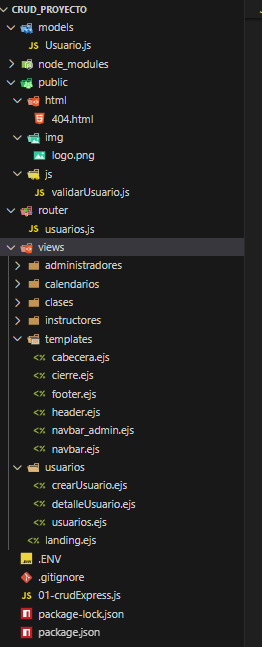 CRUD_PROYECTO
models
JS Usuario.js
node_modules
public
html
404.html
img
logo.png
js
JS validarUsuario.js
router
JS usuarios.js
views
administradores
calendarios
clases
instructores
templates
<%> cabecera.ejs
<%> cierre.ejs
<%> footer.ejs
<%> header.ejs
<%> navbar_admin.ejs
<%> navbar.ejs
usuarios
<%> crearUsuario.ejs
<%> detalleUsuario.ejs
<%> usuarios.ejs
<%> landing.ejs
.ENV
.gitignore
JS 01-crudExpress.js
package-lock.json
package.json